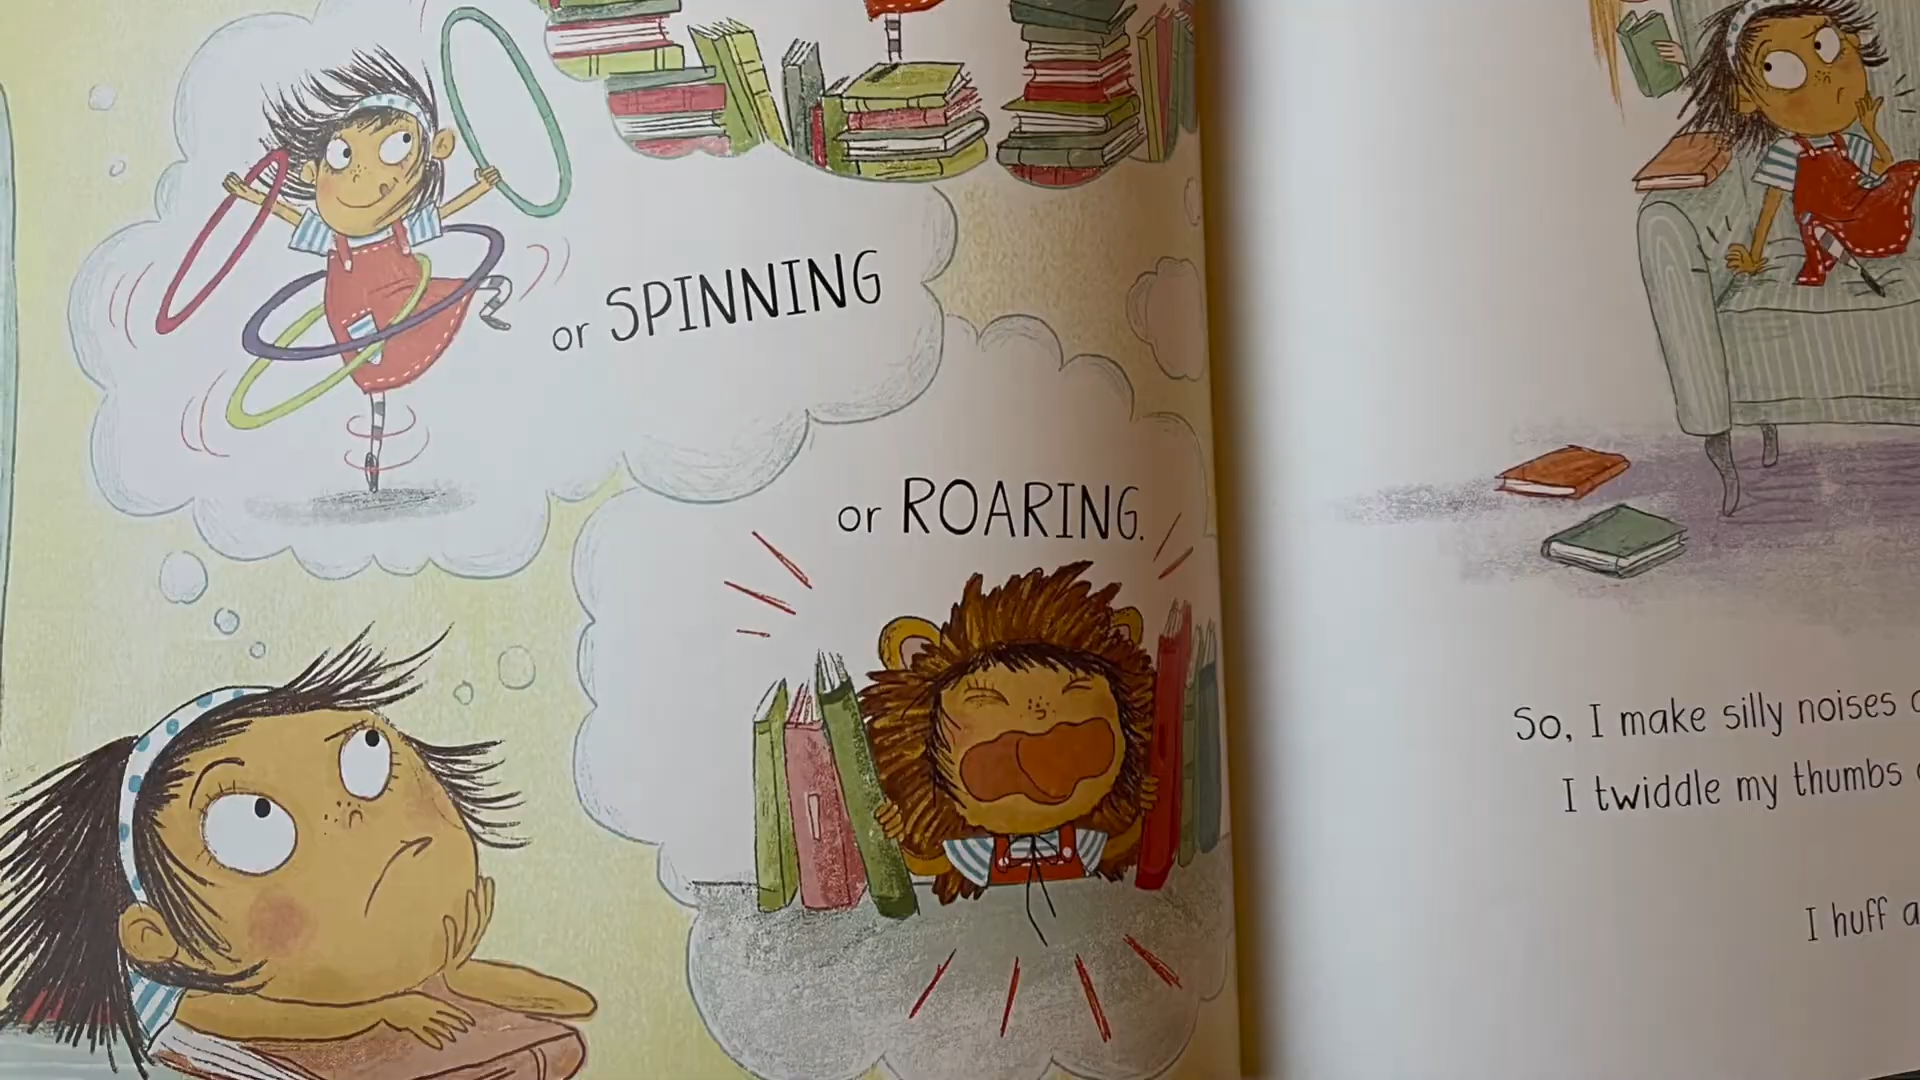 or SPINNING
or ROARING.
So, I make silly noises
I twiddle my thumbs
I huff